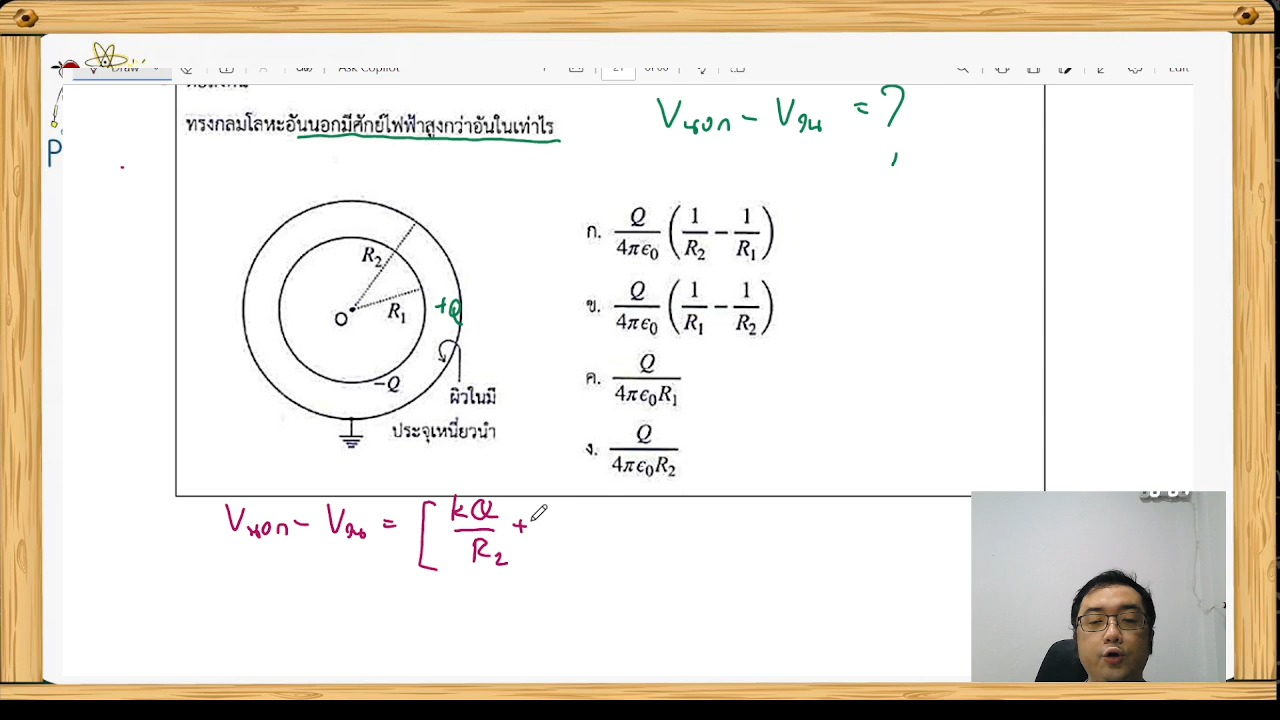 Draw
Ask Copilot
Edit
ทรงกลมโลหะอันนอกมีศักย์ไฟฟ้าสูงกว่าอันในเท่าไร
Vนอก - Vใน = ?
P
R₂
R₁
O
+Q
-Q
ผิวในมี
ประจุเหนี่ยวนำ
ก. Q/4πϵ₀ (1/R₂ - 1/R₁)
ข. Q/4πϵ₀ (1/R₁ - 1/R₂)
ค. Q/4πϵ₀R₁
ง. Q/4πϵ₀R₂
Vนอก - Vใน = [ kQ/R₂ +